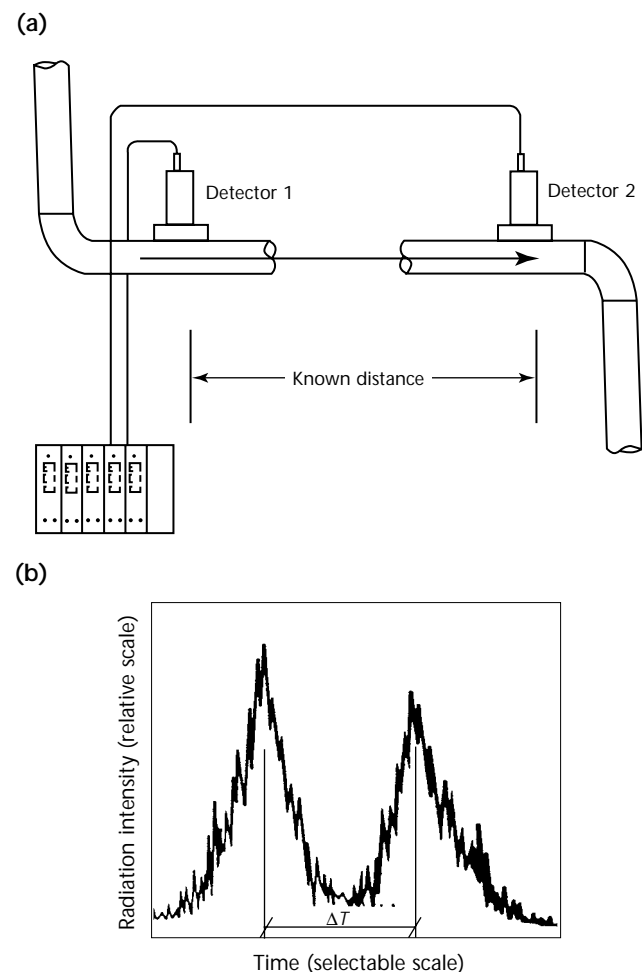 (a)
Detector 1
Detector 2
Known distance
(b)
Radiation intensity (relative scale)
ΔT
Time (selectable scale)